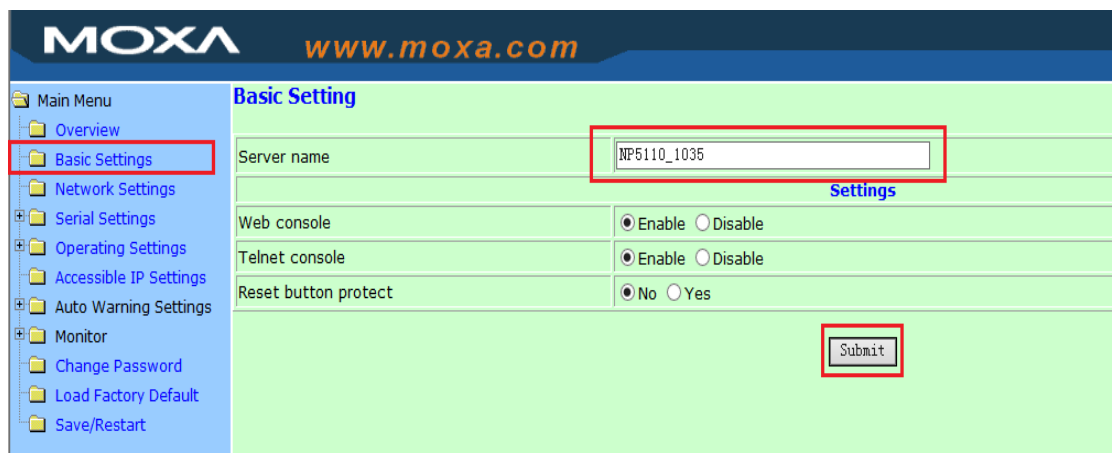 MOXA www.moxa.com
Main Menu
Overview
Basic Settings
Network Settings
Serial Settings
Operating Settings
Accessible IP Settings
Auto Warning Settings
Monitor
Change Password
Load Factory Default
Save/Restart
Basic Setting
Server name NP5110_1035
Settings
Web console Enable Disable
Telnet console Enable Disable
Reset button protect No Yes
Submit